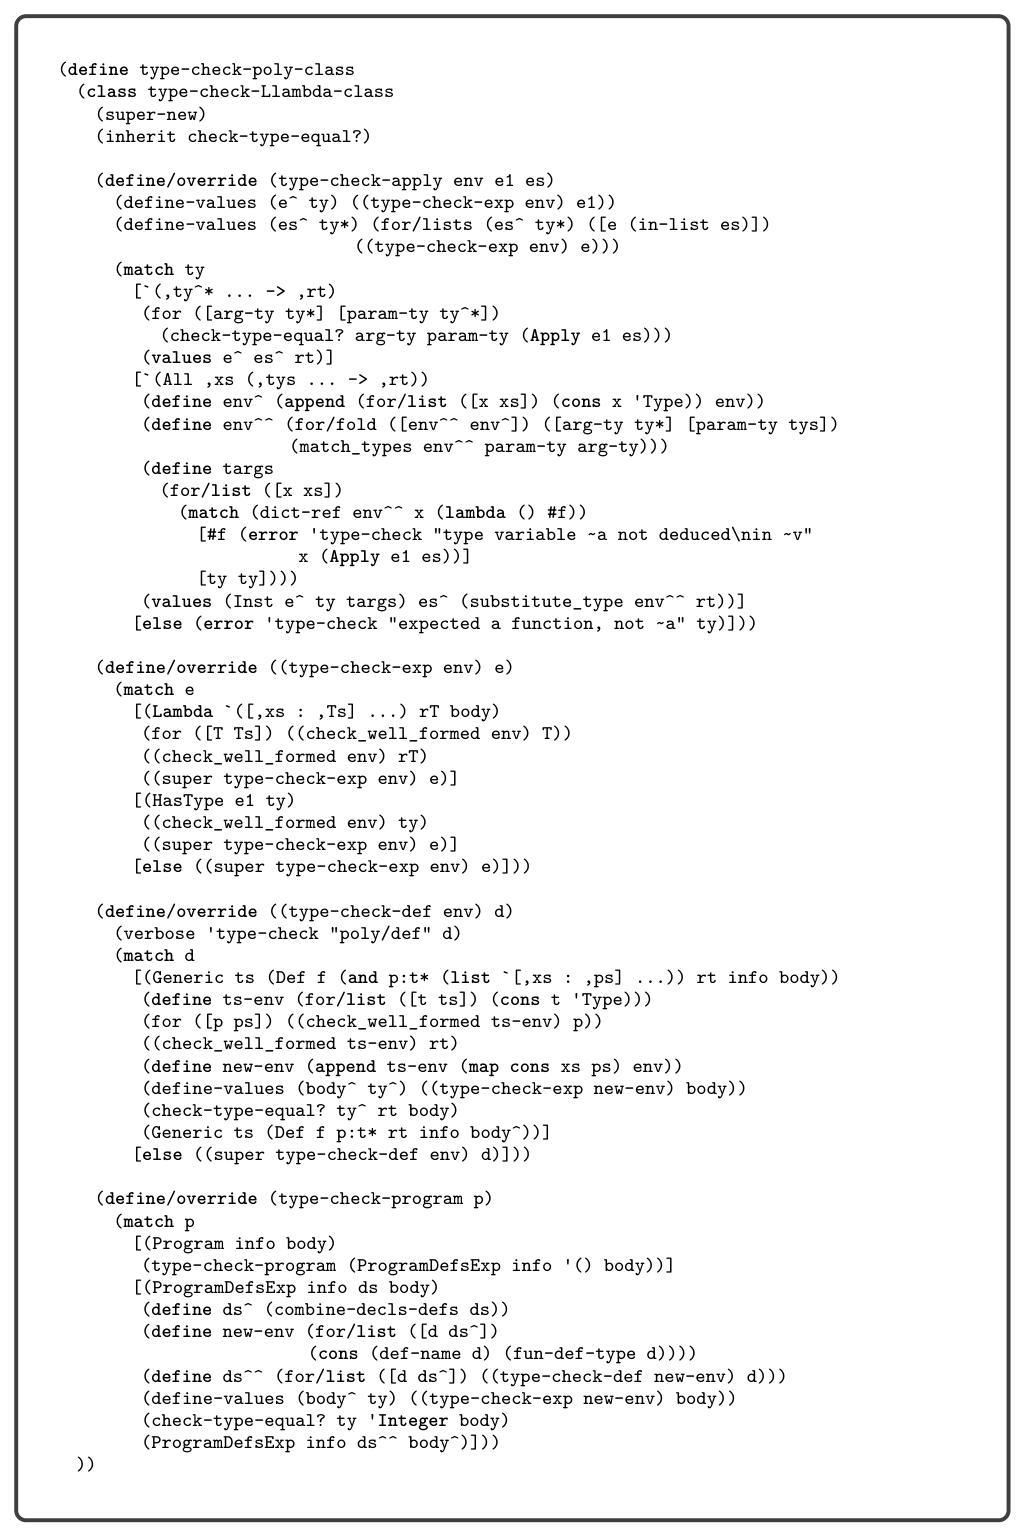 (define type-check-poly-class
  (class type-check-Llambda-class
    (super-new)
    (inherit check-type-equal?)

    (define/override (type-check-apply env e1 es)
      (define-values (e^ ty) ((type-check-exp env) e1))
      (define-values (es^ ty*) (for/lists (es^ ty*) ([e (in-list es)])
                                ((type-check-exp env) e)))
      (match ty
        [`(,ty^* ... -> ,rt)
         (for ([arg-ty ty*] [param-ty ty^*])
           (check-type-equal? arg-ty param-ty (Apply e1 es)))
         (values e^ es^ rt)]
        [`(All ,xs (,tys ... -> ,rt))
         (define env^ (append (for/list ([x xs]) (cons x 'Type)) env))
         (define env^^ (for/fold ([env^^ env^]) ([arg-ty ty*] [param-ty tys])
                         (match_types env^^ param-ty arg-ty)))
         (define targs
           (for/list ([x xs])
             (match (dict-ref env^^ x (lambda () #f))
               [#f (error 'type-check "type variable ~a not deduced\nin ~v"
                          x (Apply e1 es))]
               [ty ty])))
         (values (Inst e^ ty targs) es^ (substitute_type env^^ rt))]
        [else (error 'type-check "expected a function, not ~a" ty)]))

    (define/override ((type-check-exp env) e)
      (match e
        [(Lambda `([,xs : ,Ts] ...) rT body)
         (for ([T Ts]) ((check_well_formed env) T))
         ((check_well_formed env) rT)
         ((super type-check-exp env) e)]
        [(HasType e1 ty)
         ((check_well_formed env) ty)
         ((super type-check-exp env) e)]
        [else ((super type-check-exp env) e)]))

    (define/override ((type-check-def env) d)
      (verbose 'type-check "poly/def" d)
      (match d
        [(Generic ts (Def f (and p:t* (list `[,xs : ,ps] ...)) rt info body))
         (define ts-env (for/list ([t ts]) (cons t 'Type)))
         (for ([p ps]) ((check_well_formed ts-env) p))
         ((check_well_formed ts-env) rt)
         (define new-env (append ts-env (map cons xs ps) env))
         (define-values (body^ ty^) ((type-check-exp new-env) body))
         (check-type-equal? ty^ rt body)
         (Generic ts (Def f p:t* rt info body^))]
        [else ((super type-check-def env) d)]))

    (define/override (type-check-program p)
      (match p
        [(Program info body)
         (type-check-program (ProgramDefsExp info '() body))]
        [(ProgramDefsExp info ds body)
         (define ds^ (combine-decls-defs ds))
         (define new-env (for/list ([d ds^])
                           (cons (def-name d) (fun-def-type d))))
         (define ds^^ (for/list ([d ds^]) ((type-check-def new-env) d)))
         (define-values (body^ ty) ((type-check-exp new-env) body))
         (check-type-equal? ty 'Integer body)
         (ProgramDefsExp info ds^^ body^)]))
  ))